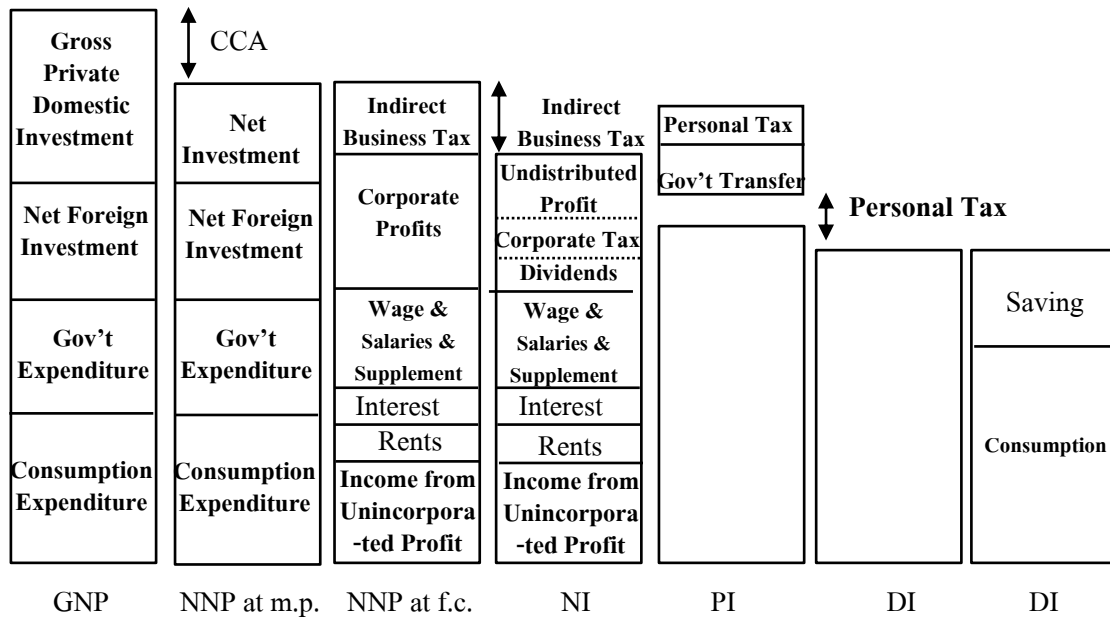 Gross
Private
Domestic
Investment
Net Foreign
Investment
Gov’t
Expenditure
Consumption
Expenditure
GNP
CCA
Net
Investment
Net Foreign
Investment
Gov’t
Expenditure
Consumption
Expenditure
NNP at m.p.
Indirect
Business Tax
Corporate
Profits
Wage &
Salaries &
Supplement
Interest
Rents
Income from
Unincorpora
-ted Profit
NNP at f.c.
Indirect
Business Tax
Undistributed
Profit
Corporate Tax
Dividends
Wage &
Salaries &
Supplement
Interest
Rents
Income from
Unincorpora
-ted Profit
NI
Personal Tax
Gov’t Transfer
PI
Personal Tax
DI
Saving
Consumption
DI